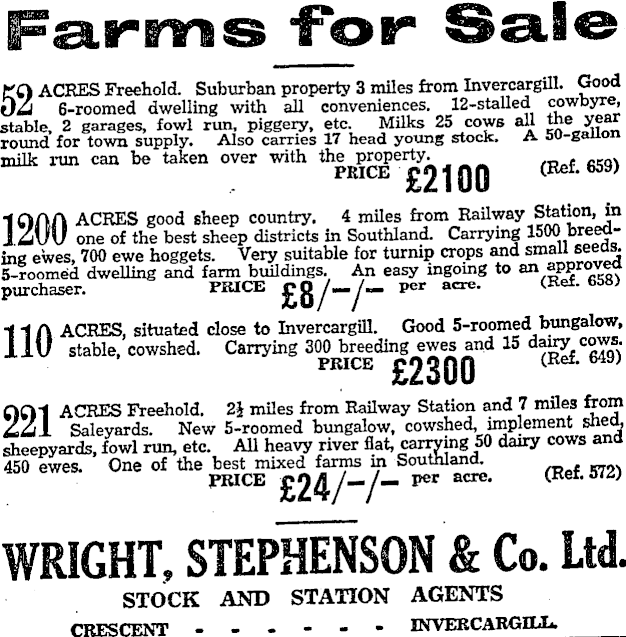 Farms for Sale
52 ACRES Freehold. Suburban property 3 miles from Invercargill. Good
6-roomed dwelling with all conveniences. 12-stalled cowbyre,
stable, 2 garages, fowl run, piggery, etc. Milks 25 cows all the year
round for town supply. Also carries 17 head young stock. A 50-gallon
milk run can be taken over with the property.
PRICE £2100 (Ref. 659)
1200 ACRES good sheep country. 4 miles from Railway Station, in
one of the best sheep districts in Southland. Carrying 1500 breed-
ing ewes, 700 ewe hoggets. Very suitable for turnip crops and small seeds.
5-roomed dwelling and farm buildings. An easy ingoing to an approved
purchaser. PRICE £8/-/- per acre. (Ref. 658)
110 ACRES, situated close to Invercargill. Good 5-roomed bungalow,
stable, cowshed. Carrying 300 breeding ewes and 15 dairy cows.
PRICE £2300 (Ref. 649)
221 ACRES Freehold. 2½ miles from Railway Station and 7 miles from
Saleyards. New 5-roomed bungalow, cowshed, implement shed,
sheepyards, fowl run, etc. All heavy river flat, carrying 50 dairy cows and
450 ewes. One of the best mixed farms in Southland.
PRICE £24/-/- per acre. (Ref. 572)
WRIGHT, STEPHENSON & Co. Ltd.
STOCK AND STATION AGENTS
CRESCENT - - - - - - INVERCARGILL.